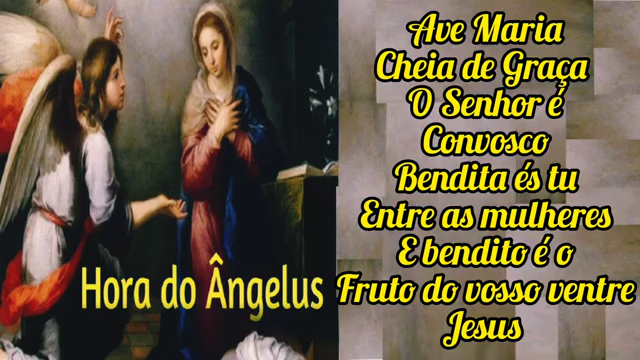 Hora do Ângelus
Ave Maria
Cheia de Graça
O Senhor é
Convosco
Bendita és tu
Entre as mulheres
E bendito é o
Fruto do vosso ventre
Jesus